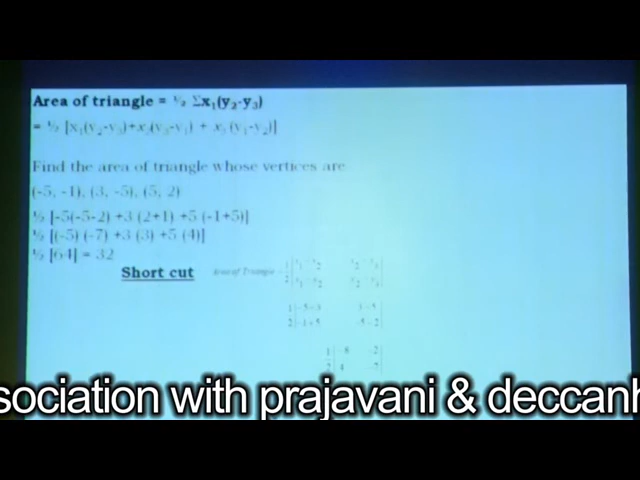 Area of triangle = ½ Σx₁(y₂-y₃)
= ½ [x₁(y₂-y₃)+x₂(y₃-y₁) + x₃ (y₁-y₂)]
Find the area of triangle whose vertices are
(-5, -1), (3, -5), (5, 2)
½ [-5(-5-2) +3 (2+1) +5 (-1+5)]
½ [(-5) (-7) +3 (3) +5 (4)]
½ [64] = 32
Short cut Area of Triangle =
sociation with prajavani & deccanh